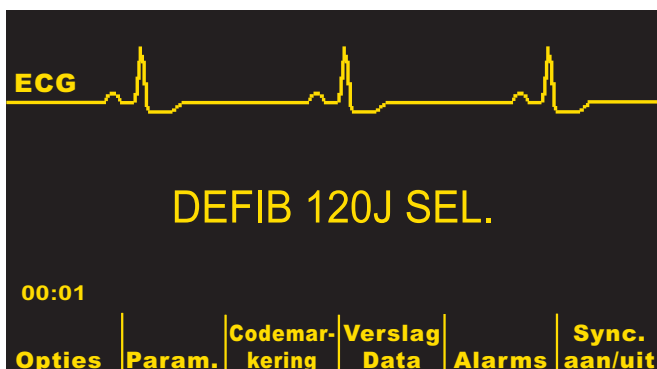 ECG
DEFIB 120J SEL.
00:01
Opties
Param.
Codemar-
kering
Verslag
Data
Alarms
Sync.
aan/uit